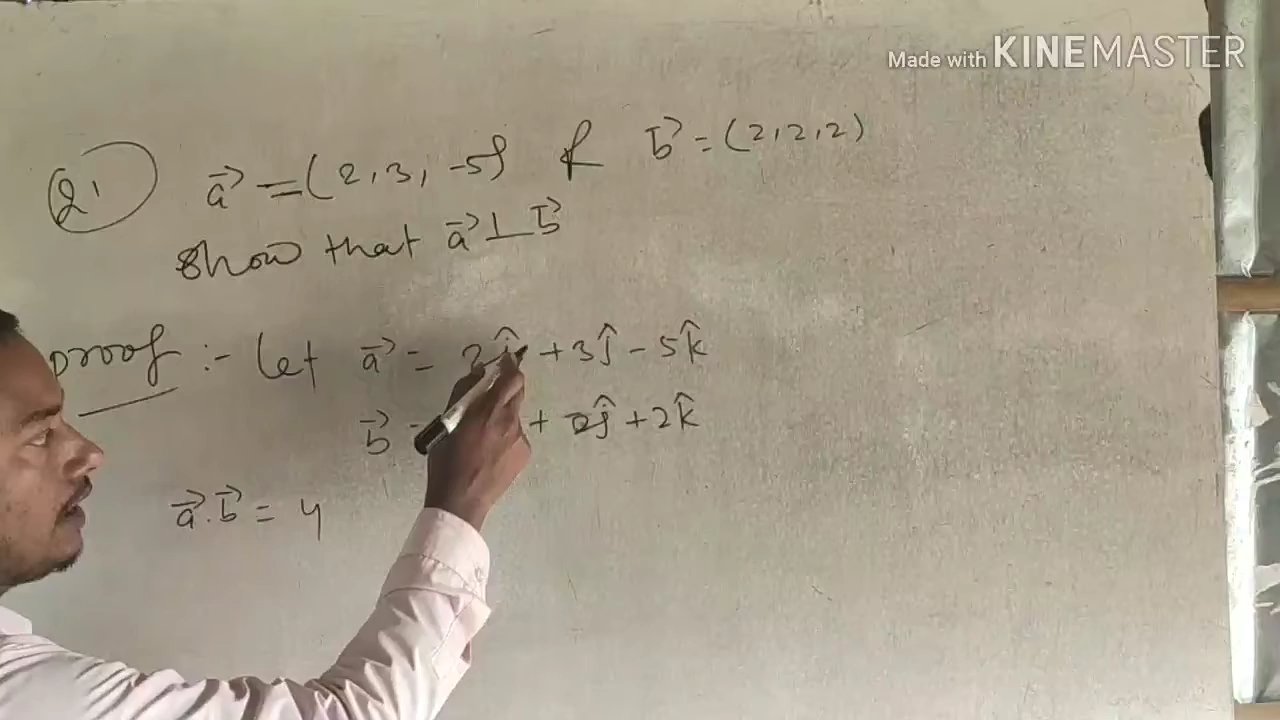 Made with KINEMASTER
Q1 a⃗ = (2, 3, -5) & b⃗ = (2, 2, 2)
Show that a⃗ ⊥ b⃗
proof :- Let a⃗ = 2î + 3ĵ - 5k̂
b⃗ = + 2ĵ + 2k̂
a⃗.b⃗ = 4